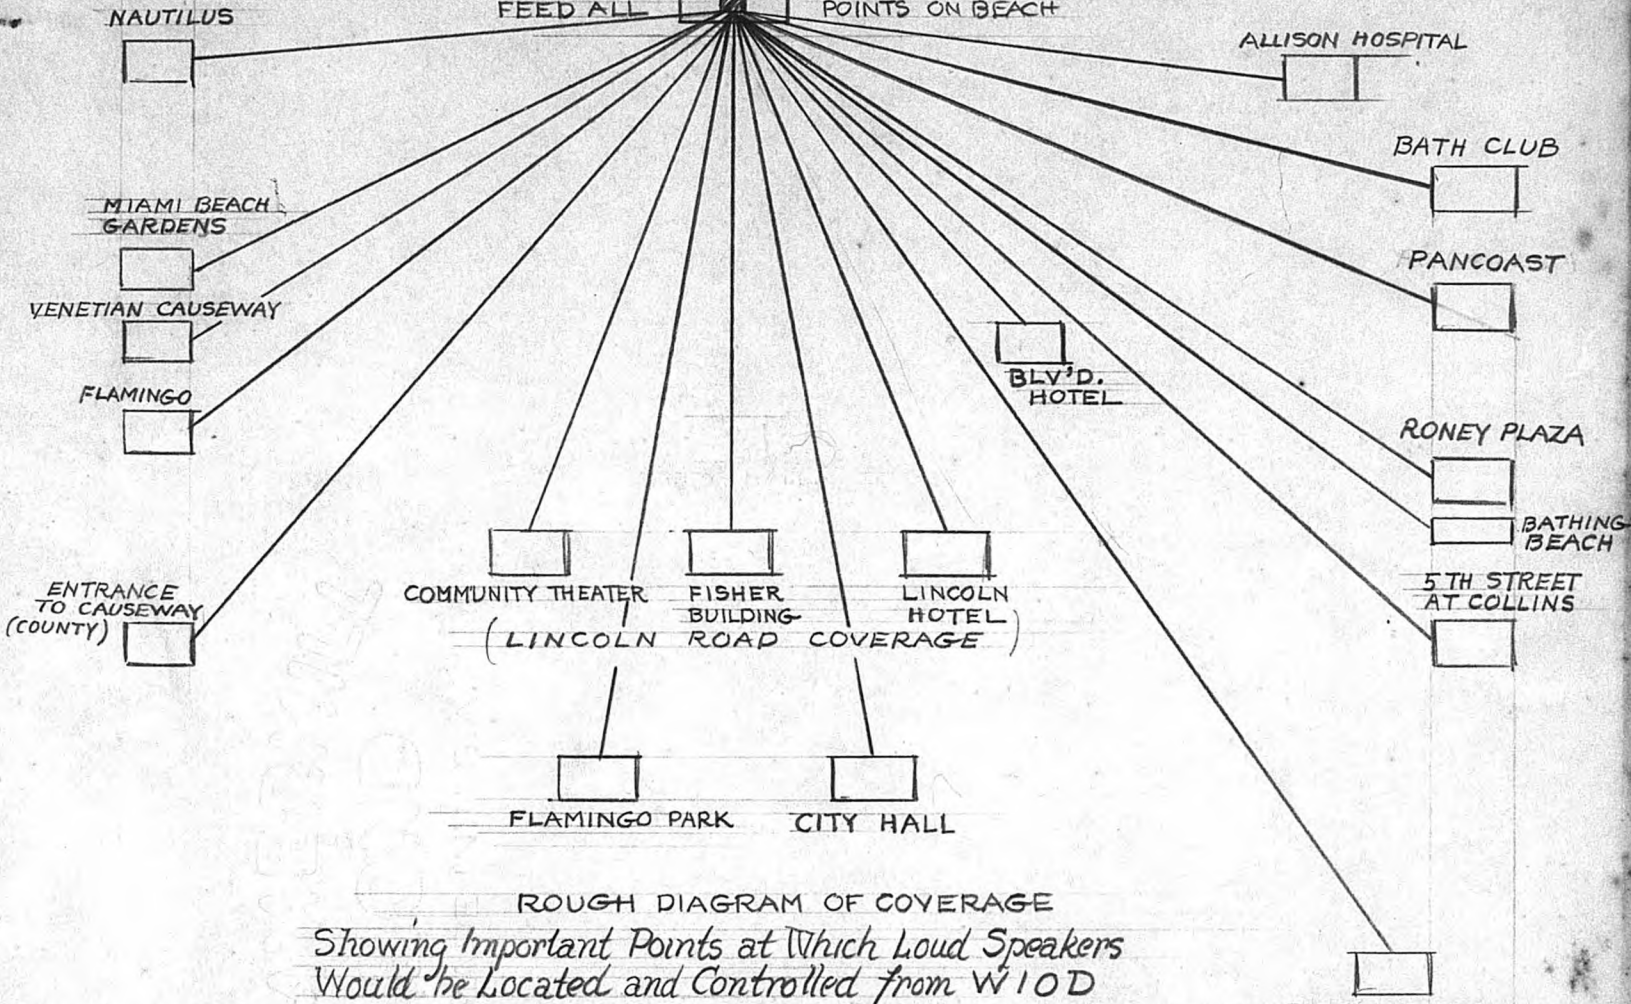 FEED ALL POINTS ON BEACH
NAUTILUS
ALLISON HOSPITAL
BATH CLUB
MIAMI BEACH
GARDENS
PANCOAST
VENETIAN CAUSEWAY
FLAMINGO
BLV'D.
HOTEL
RONEY PLAZA
BATHING
BEACH
5TH STREET
AT COLLINS
ENTRANCE
TO CAUSEWAY
(COUNTY)
COMMUNITY THEATER
FISHER
BUILDING
LINCOLN
HOTEL
(LINCOLN ROAD COVERAGE)
FLAMINGO PARK
CITY HALL
ROUGH DIAGRAM OF COVERAGE
Showing Important Points at Which Loud Speakers
Would be Located and Controlled from WIOD